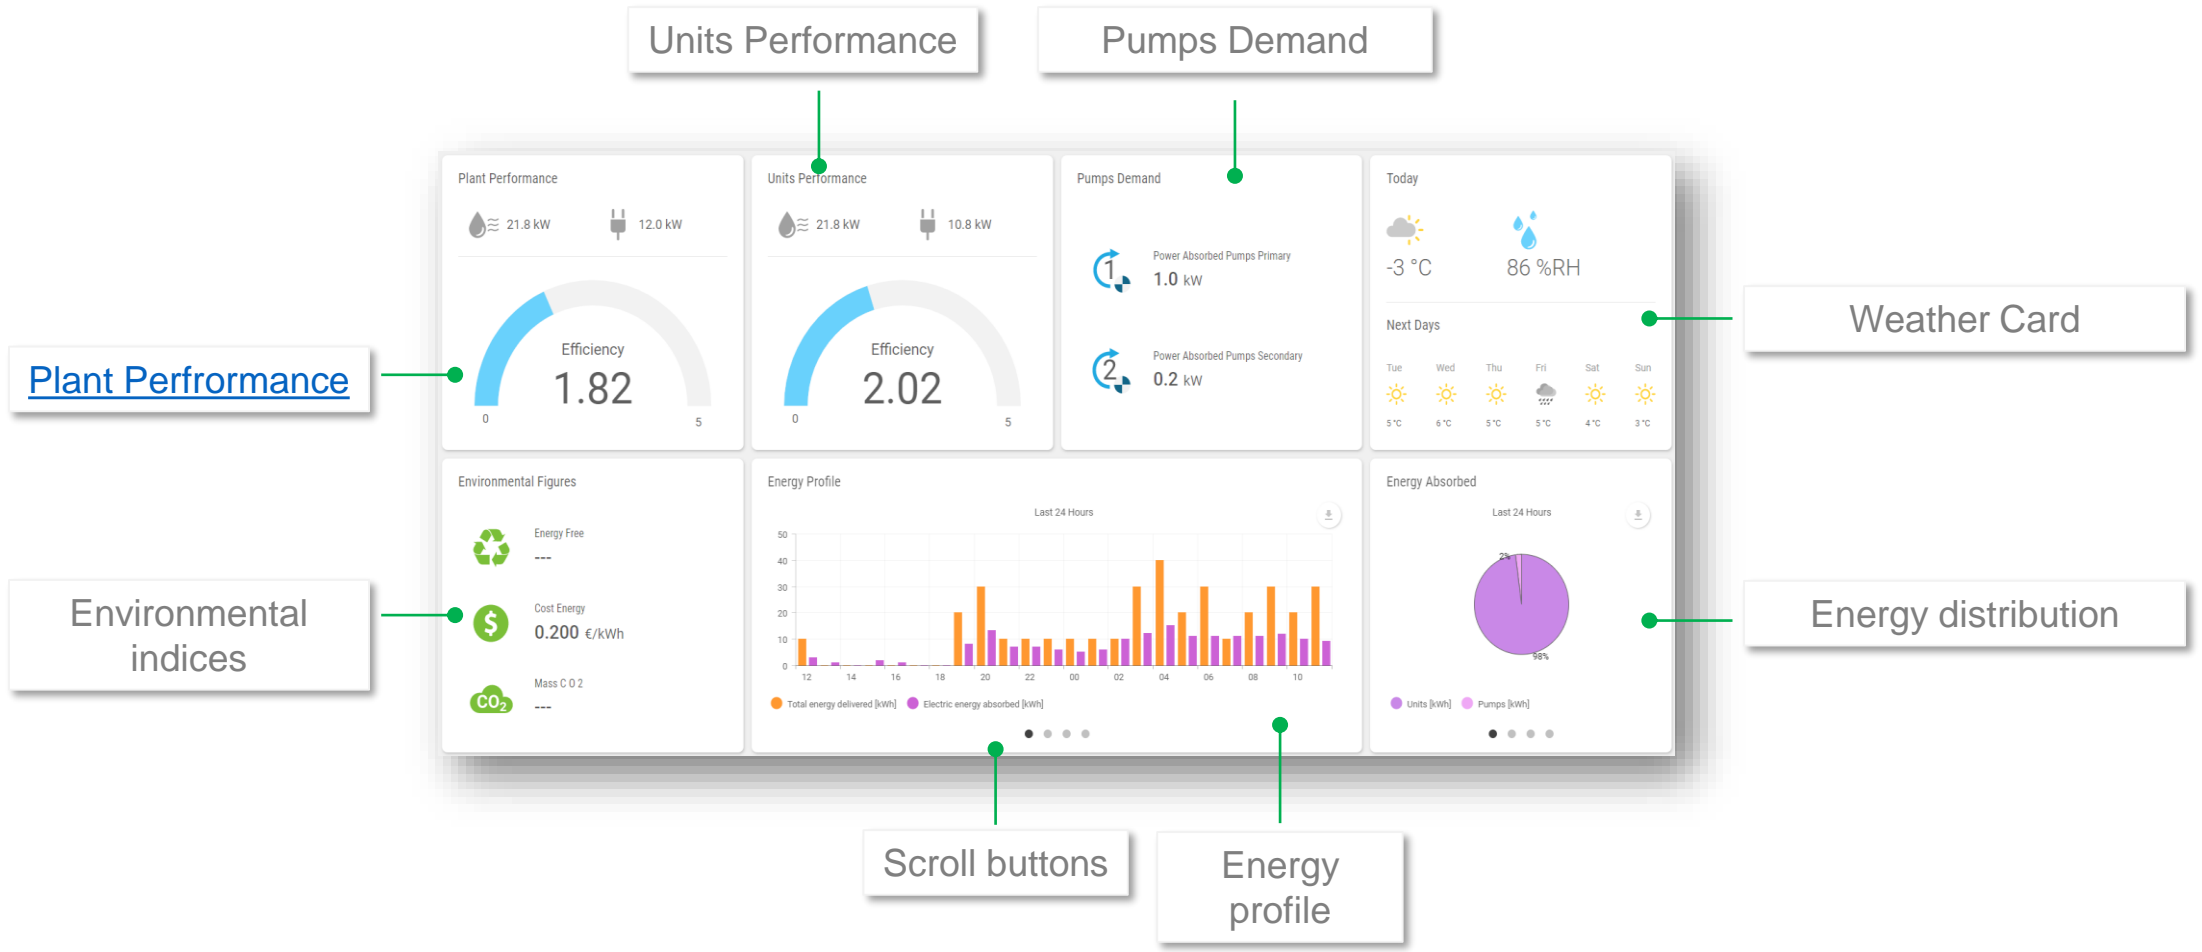 Units Performance
Pumps Demand
Plant Performance
21.8 kW
12.0 kW
Efficiency
1.82
0
5
Units Performance
21.8 kW
10.8 kW
Efficiency
2.02
0
5
Pumps Demand
1
Power Absorbed Pumps Primary
1.0 kW
2
Power Absorbed Pumps Secondary
0.2 kW
Today
-3 °C
86 %RH
Next Days
Tue Wed Thu Fri Sat Sun
5 °C 6 °C 5 °C 5 °C 4 °C 3 °C
Weather Card
Plant Perfrormance
Environmental Figures
Energy Free
---
$
Cost Energy
0.200 €/kWh
CO2
Mass C O 2
---
Environmental
indices
Energy Profile
Last 24 Hours
50
40
30
20
10
0
12 14 16 18 20 22 00 02 04 06 08 10
Total energy delivered [kWh] Electric energy absorbed [kWh]
Energy Absorbed
Last 24 Hours
2%
98%
Units [kWh] Pumps [kWh]
Energy distribution
Scroll buttons
Energy
profile